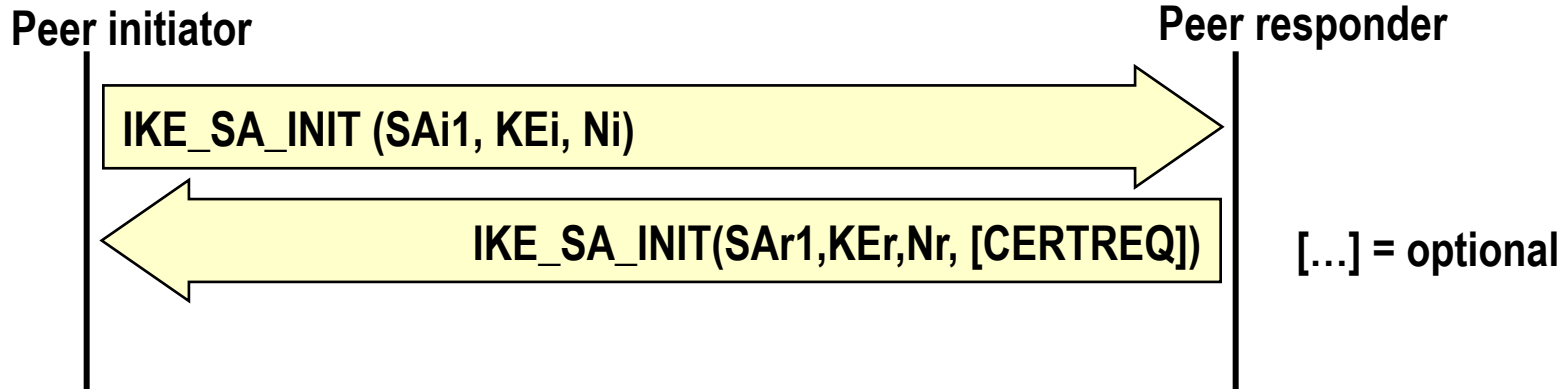 Peer initiator
Peer responder
IKE_SA_INIT (SAi1, KEi, Ni)
IKE_SA_INIT(SAr1,KEr,Nr, [CERTREQ])
[…] = optional